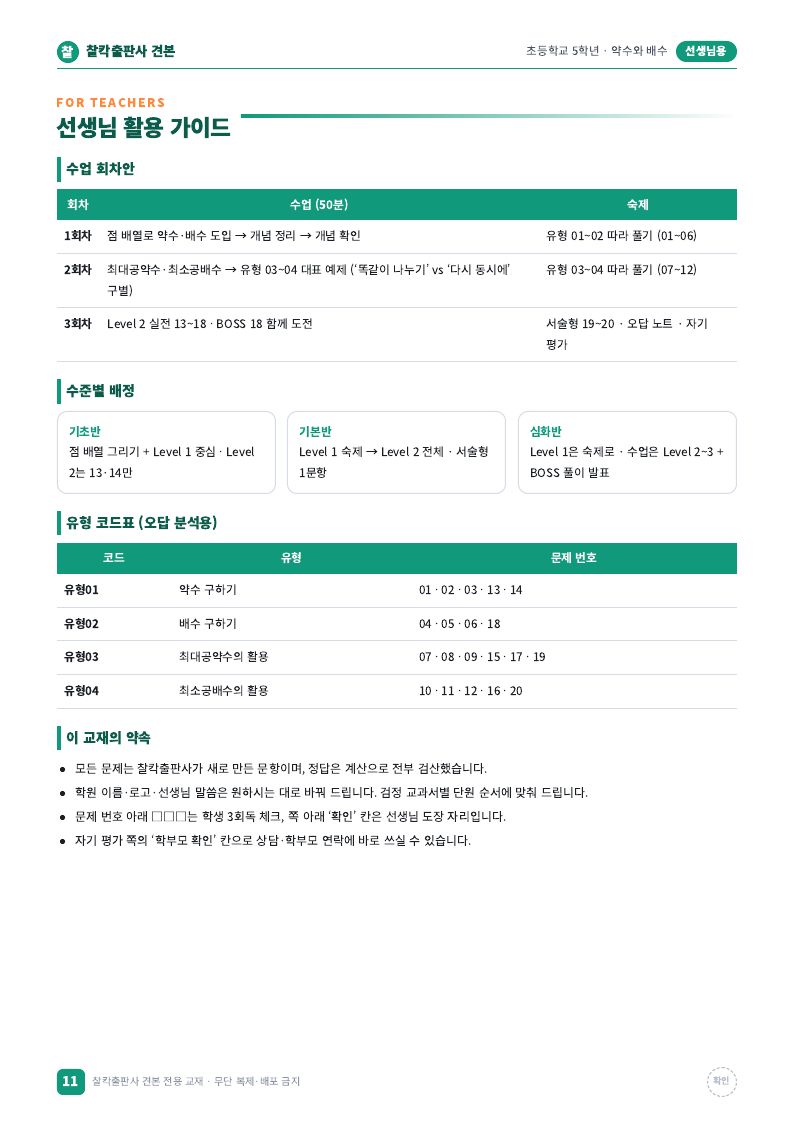 찰 찰칵출판사 견본
초등학교 5학년 · 약수와 배수 선생님용
FOR TEACHERS
선생님 활용 가이드
수업 회차안
회차 수업 (50분) 숙제
1회차 점 배열로 약수·배수 도입 → 개념 정리 → 개념 확인 유형 01~02 따라 풀기 (01~06)
2회차 최대공약수·최소공배수 → 유형 03~04 대표 예제 (‘똑같이 나누기’ vs ‘다시 동시에’ 유형 03~04 따라 풀기 (07~12)
구별)
3회차 Level 2 실전 13~18 · BOSS 18 함께 도전 서술형 19~20 · 오답 노트 · 자기
평가
수준별 배정
기초반
점 배열 그리기 + Level 1 중심 · Level
2는 13·14만
기본반
Level 1 숙제 → Level 2 전체 · 서술형
1문항
심화반
Level 1은 숙제로 · 수업은 Level 2~3 +
BOSS 풀이 발표
유형 코드표 (오답 분석용)
코드 유형 문제 번호
유형01 약수 구하기 01 · 02 · 03 · 13 · 14
유형02 배수 구하기 04 · 05 · 06 · 18
유형03 최대공약수의 활용 07 · 08 · 09 · 15 · 17 · 19
유형04 최소공배수의 활용 10 · 11 · 12 · 16 · 20
이 교재의 약속
● 모든 문제는 찰칵출판사가 새로 만든 문항이며, 정답은 계산으로 전부 검산했습니다.
● 학원 이름·로고·선생님 말씀은 원하시는 대로 바꿔 드립니다. 검정 교과서별 단원 순서에 맞춰 드립니다.
● 문제 번호 아래 □□□는 학생 3회독 체크, 쪽 아래 ‘확인’ 칸은 선생님 도장 자리입니다.
● 자기 평가 쪽의 ‘학부모 확인’ 칸으로 상담·학부모 연락에 바로 쓰실 수 있습니다.
11 찰칵출판사 견본 전용 교재 · 무단 복제·배포 금지 확인